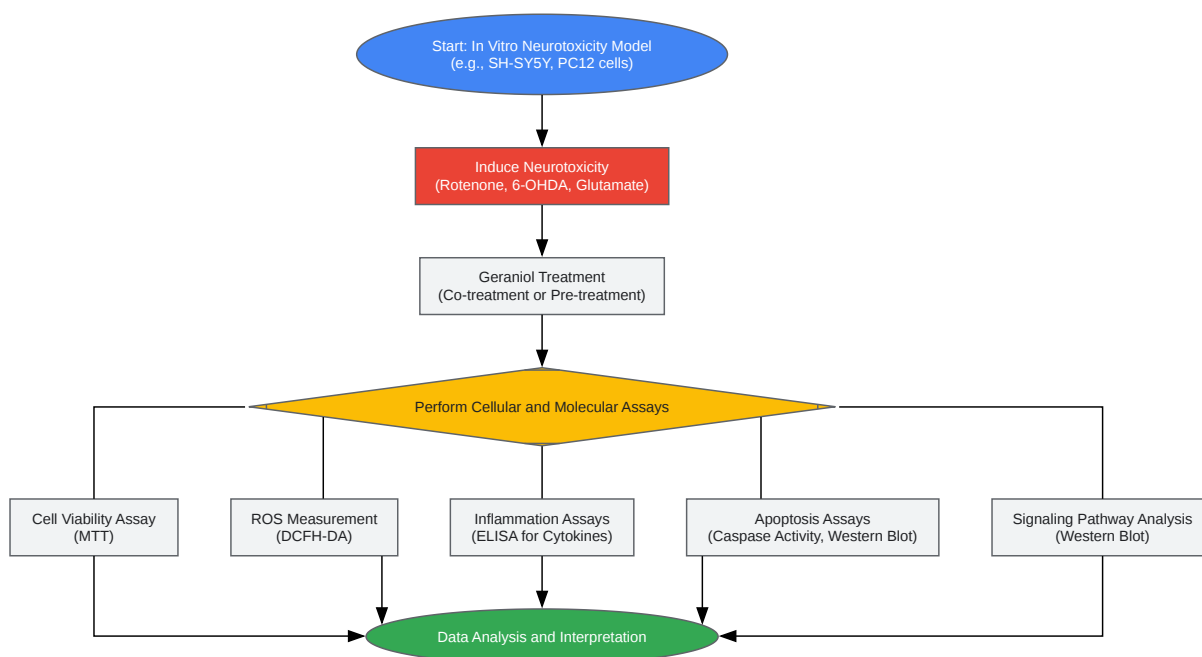 Start: In Vitro Neurotoxicity Model
(e.g., SH-SY5Y, PC12 cells)
Induce Neurotoxicity
(Rotenone, 6-OHDA, Glutamate)
Geraniol Treatment
(Co-treatment or Pre-treatment)
Perform Cellular and Molecular Assays
Cell Viability Assay
(MTT)
ROS Measurement
(DCFH-DA)
Inflammation Assays
(ELISA for Cytokines)
Apoptosis Assays
(Caspase Activity, Western Blot)
Signaling Pathway Analysis
(Western Blot)
Data Analysis and Interpretation